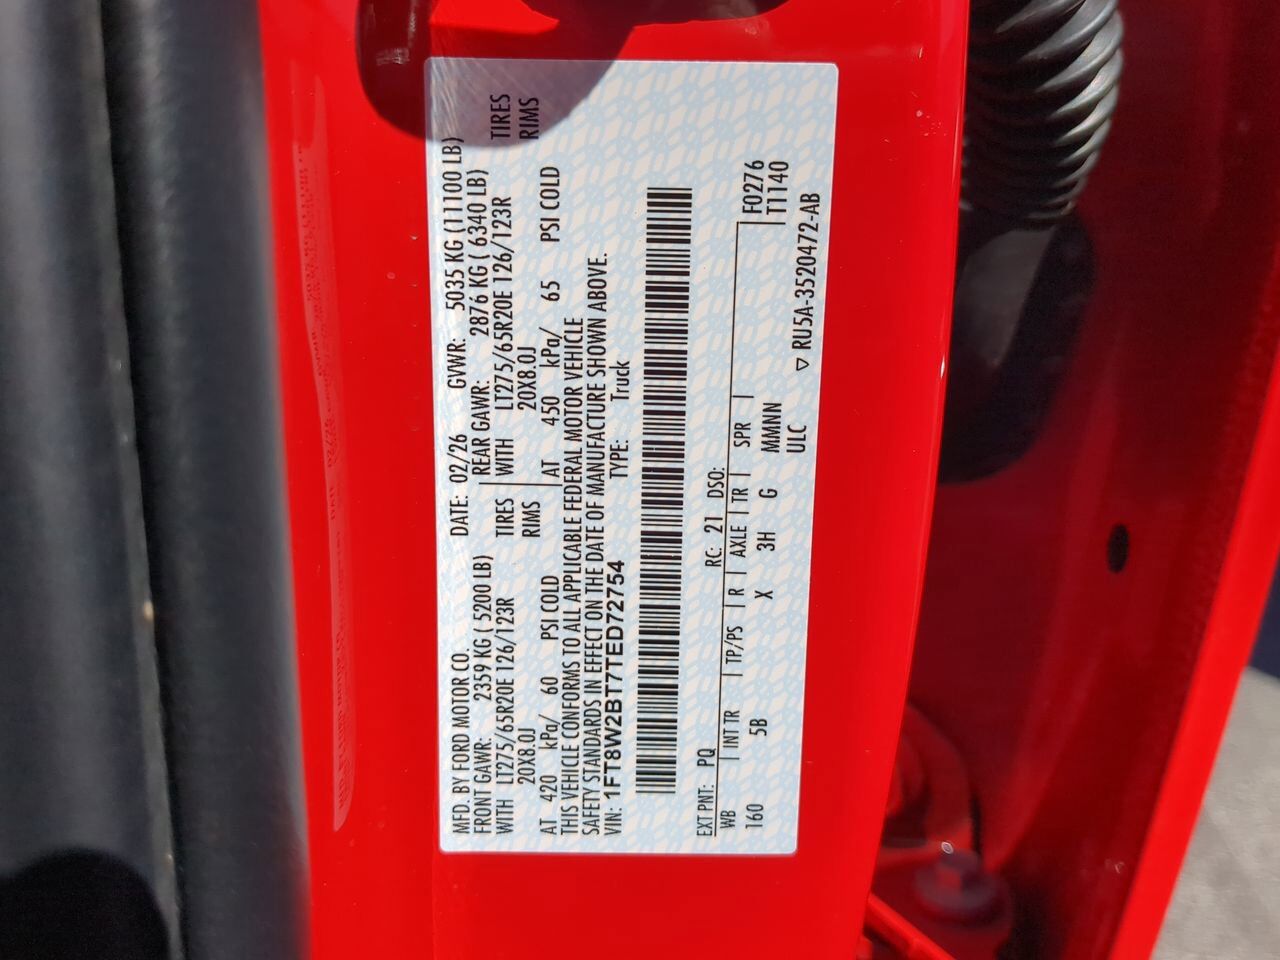 MFD. BY FORD MOTOR CO. DATE: 02/26 GVWR: 5035 KG (11100 LB)
FRONT GAWR: 2359 KG ( 5200 LB) REAR GAWR: 2876 KG ( 6340 LB)
WITH LT275/65R20E 126/123R TIRES WITH LT275/65R20E 126/123R TIRES
20X8.0J RIMS 20X8.0J RIMS
AT 420 kPa/ 60 PSI COLD AT 450 kPa/ 65 PSI COLD
THIS VEHICLE CONFORMS TO ALL APPLICABLE FEDERAL MOTOR VEHICLE
SAFETY STANDARDS IN EFFECT ON THE DATE OF MANUFACTURE SHOWN ABOVE.
VIN: 1FT8W2BT7TED72754 TYPE: Truck
EXT PNT: PQ RC: 21 DSO: F0276
WB INT TR TP/PS R AXLE TR SPR T1140
160 5B X 3H G MMNNN
ULC
▽ RU5A-3520472-AB